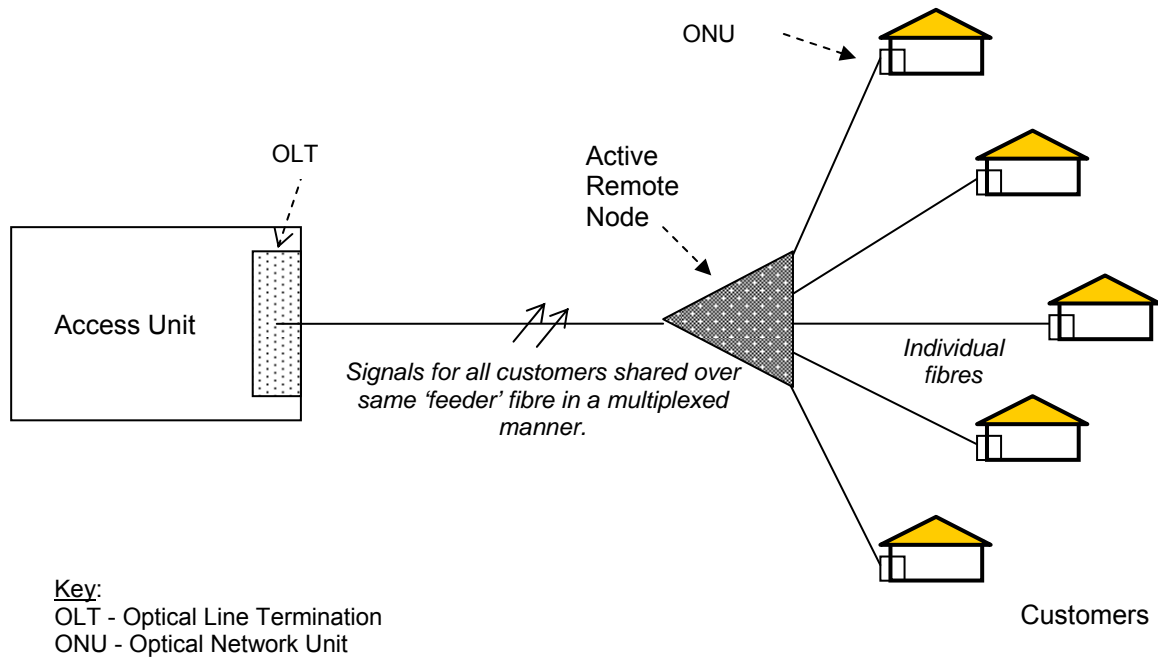 ONU
OLT
Active
Remote
Node
Access Unit
Signals for all customers shared over
same ‘feeder’ fibre in a multiplexed
manner.
Individual
fibres
Key:
OLT - Optical Line Termination
ONU - Optical Network Unit
Customers